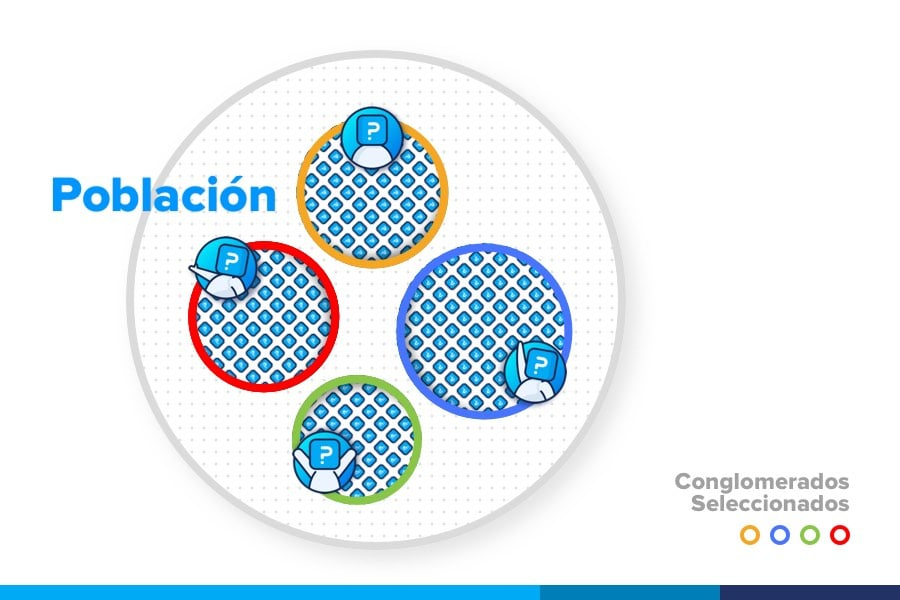 ?
Población
?
?
?
Conglomerados
Seleccionados